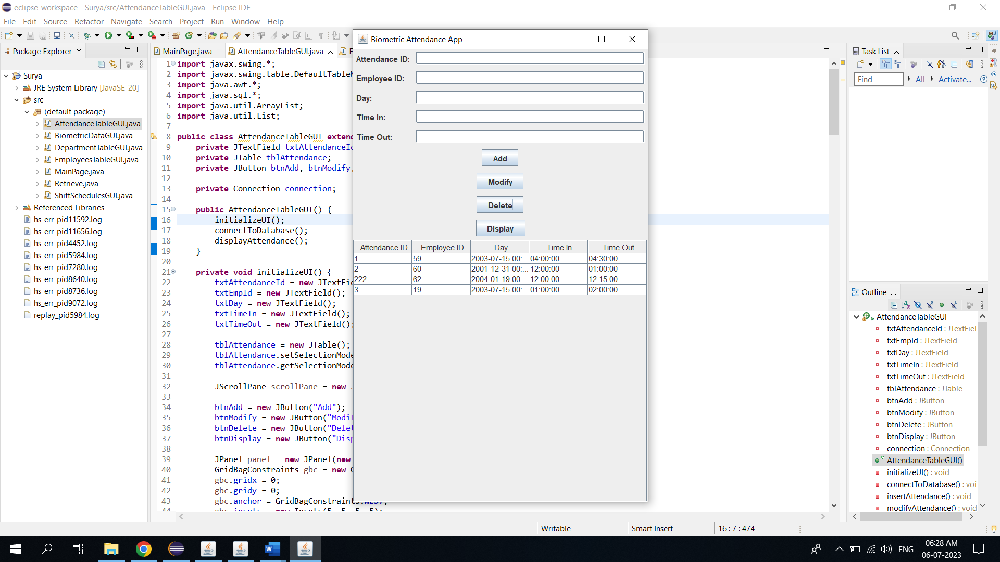 eclipse-workspace - Surya/src/AttendanceTableGUI.java - Eclipse IDE
File Edit Source Refactor Navigate Search Project Run Window Help
Package Explorer
Surya
JRE System Library [JavaSE-20]
src
(default package)
AttendanceTableGUI.java
BiometricDataGUI.java
DepartmentTableGUI.java
EmployeesTableGUI.java
MainPage.java
Retrieve.java
ShiftSchedulesGUI.java
Referenced Libraries
hs_err_pid11592.log
hs_err_pid11656.log
hs_err_pid4452.log
hs_err_pid5984.log
hs_err_pid7280.log
hs_err_pid8640.log
hs_err_pid8736.log
hs_err_pid9072.log
replay_pid5984.log
MainPage.java AttendanceTableGUI.java
1 import javax.swing.*;
2 import javax.swing.table.DefaultTable
3 import java.awt.*;
4 import java.sql.*;
5 import java.util.ArrayList;
6 import java.util.List;
7
8 public class AttendanceTableGUI exten
9 private JTextField txtAttendanceId
10 private JTable tblAttendance;
11 private JButton btnAdd, btnModify,
12
13 private Connection connection;
14
15 public AttendanceTableGUI() {
16 initializeUI();
17 connectToDatabase();
18 displayAttendance();
19 }
20
21 private void initializeUI() {
22 txtAttendanceId = new JTextFie
23 txtEmpId = new JTextField();
24 txtDay = new JTextField();
25 txtTimeIn = new JTextField();
26 txtTimeOut = new JTextField();
27
28 tblAttendance = new JTable();
29 tblAttendance.setSelectionMode
30 tblAttendance.getSelectionMode
31
32 JScrollPane scrollPane = new J
33
34 btnAdd = new JButton("Add");
35 btnModify = new JButton("Modif
36 btnDelete = new JButton("Delet
37 btnDisplay = new JButton("Disp
38
39 JPanel panel = new JPanel(new
40 GridBagConstraints gbc = new G
41 gbc.gridx = 0;
42 gbc.gridy = 0;
43 gbc.anchor = GridBagConstraints.WEST;
44 gbc.insets = new Insets(5, 5, 5, 5);
Biometric Attendance App
Attendance ID:
Employee ID:
Day:
Time In:
Time Out:
Add
Modify
Delete
Display
Attendance ID Employee ID Day Time In Time Out
1 59 2003-07-15 00:... 04:00:00 04:30:00
2 60 2001-12-31 00:... 12:00:00 01:00:00
222 62 2004-01-19 00:... 12:00:00 12:15:00
3 19 2003-07-15 00:... 01:00:00 02:00:00
Task List
Find All Activate...
Outline
AttendanceTableGUI
txtAttendanceId : JTextFiel
txtEmpId : JTextField
txtDay : JTextField
txtTimeIn : JTextField
txtTimeOut : JTextField
tblAttendance : JTable
btnAdd : JButton
btnModify : JButton
btnDelete : JButton
btnDisplay : JButton
connection : Connection
AttendanceTableGUI()
initializeUI() : void
connectToDatabase() : voi
insertAttendance() : void
modifyAttendance() : void
Writable Smart Insert 16 : 7 : 474
ENG
06:28 AM
06-07-2023